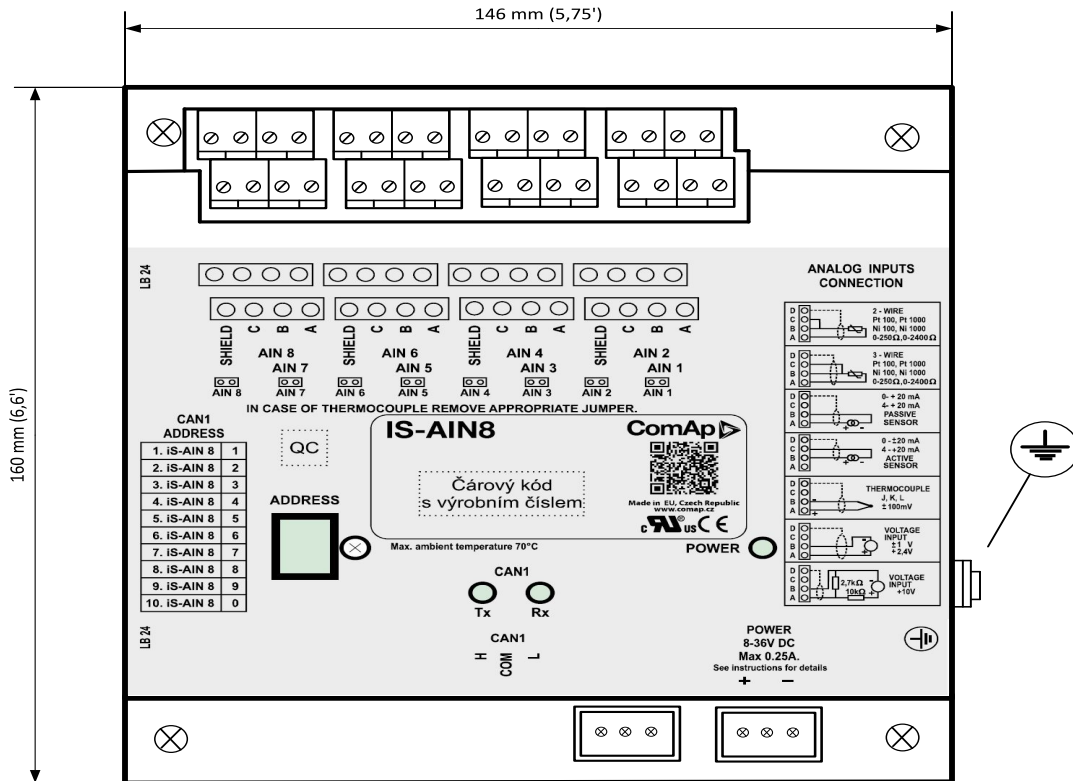 146 mm (5,75')
160 mm (6,6')
LB 24
SHIELD C B A SHIELD C B A SHIELD C B A SHIELD C B A
AIN 8 AIN 6 AIN 4 AIN 2
AIN 7 AIN 5 AIN 3 AIN 1
AIN 8 AIN 7 AIN 6 AIN 5 AIN 4 AIN 3 AIN 2 AIN 1
IN CASE OF THERMOCOUPLE REMOVE APPROPRIATE JUMPER.
CAN1
ADDRESS
1. iS-AIN 8 1
2. iS-AIN 8 2
3. iS-AIN 8 3
4. iS-AIN 8 4
5. iS-AIN 8 5
6. iS-AIN 8 6
7. iS-AIN 8 7
8. iS-AIN 8 8
9. iS-AIN 8 9
10. iS-AIN 8 0
QC
ADDRESS
IS-AIN8
ComAp
Čárový kód
s výrobním číslem
Made in EU, Czech Republic
www.comap.cz
c RU ® US CE
Max. ambient temperature 70°C
POWER
CAN1
Tx Rx
CAN1
H COM L
POWER
8-36V DC
Max 0.25A.
See instructions for details
+ −
LB 24
ANALOG INPUTS
CONNECTION
D
C
B
A
2 - WIRE
Pt 100, Pt 1000
Ni 100, Ni 1000
0-250Ω,0-2400Ω
D
C
B
A
3 - WIRE
Pt 100, Pt 1000
Ni 100, Ni 1000
0-250Ω,0-2400Ω
D
C
B
A
0- + 20 mA
4- + 20 mA
PASSIVE
SENSOR
+ -
D
C
B
A
0 - ±20 mA
4 - +20 mA
ACTIVE
SENSOR
+ -
D
C
B
A
THERMOCOUPLE
J, K, L
± 100mV
- +
D
C
B
A
VOLTAGE
INPUT
±1 V
+2,4V
- +
D
C
B
A
2,7kΩ
10kΩ
- +
VOLTAGE
INPUT
+10V